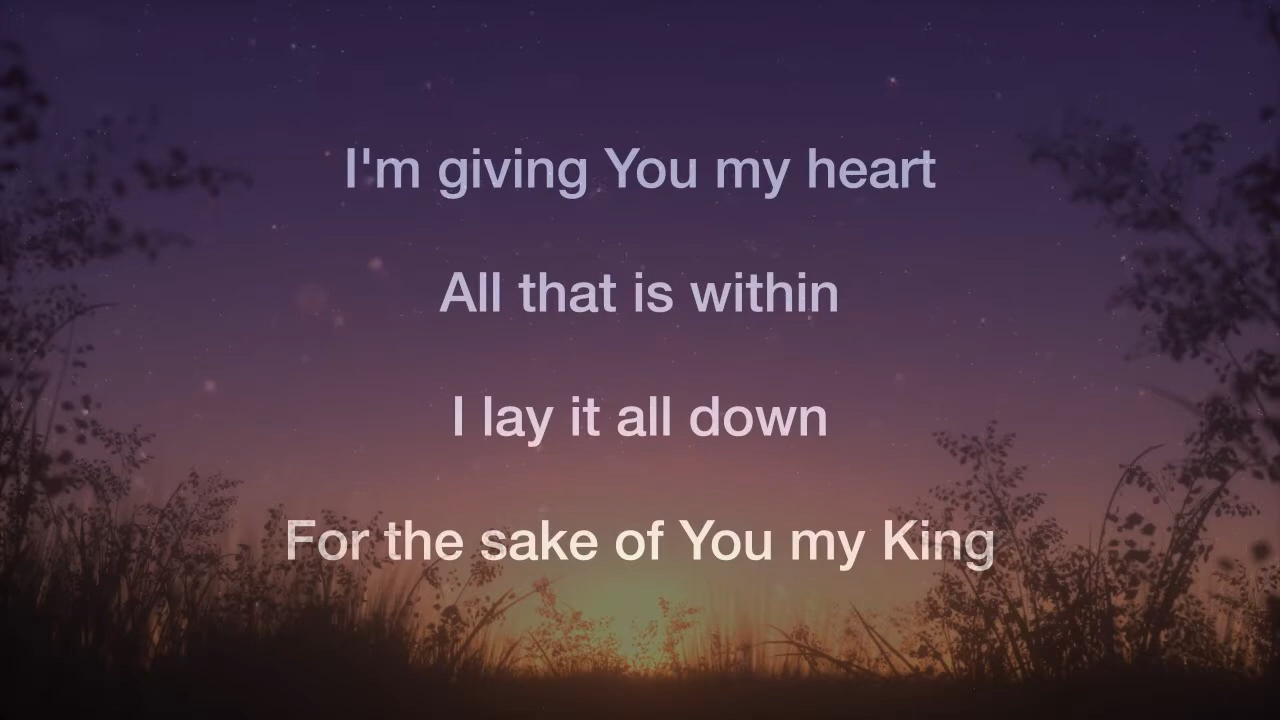 I'm giving You my heart
All that is within
I lay it all down
For the sake of You my King